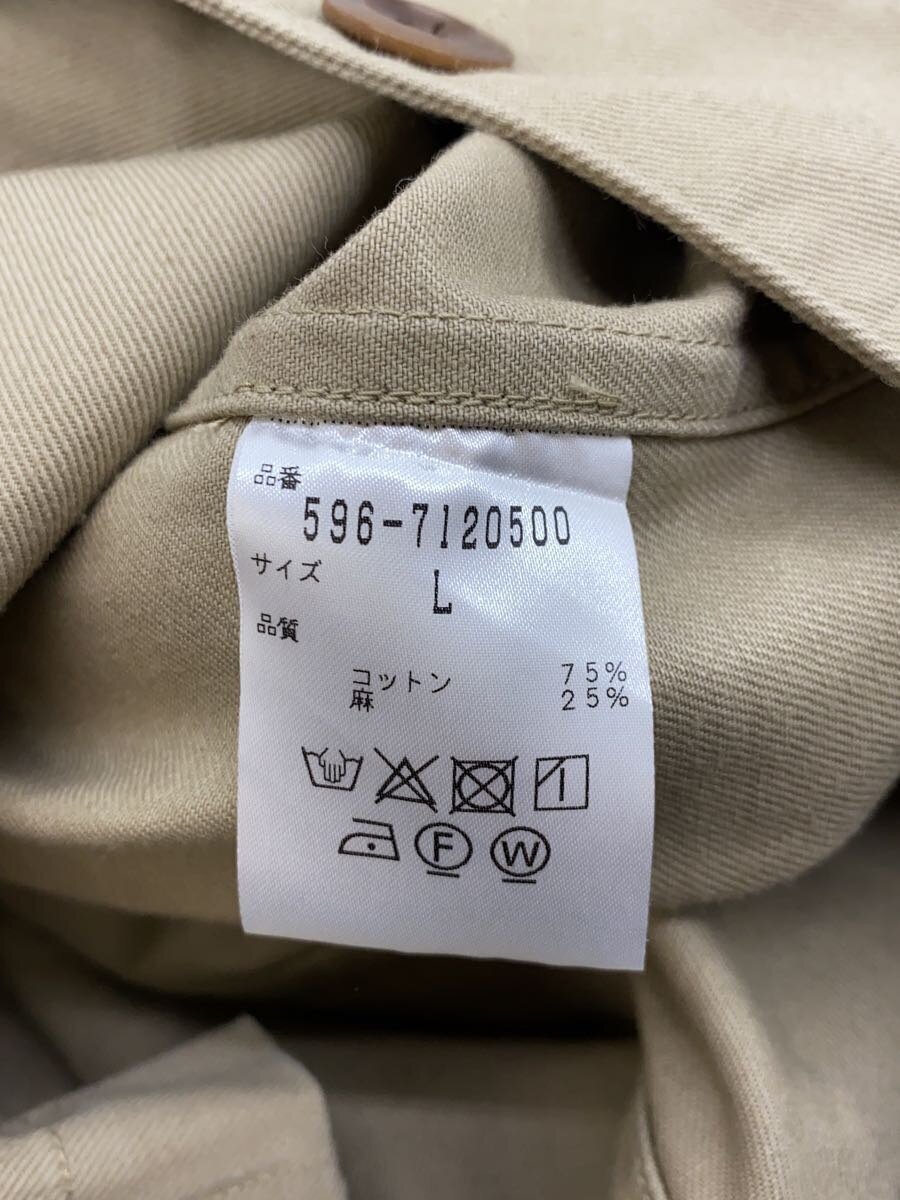 品番
596-7120500
サイズ
L
品質
コットン 75%
麻 25%
F W